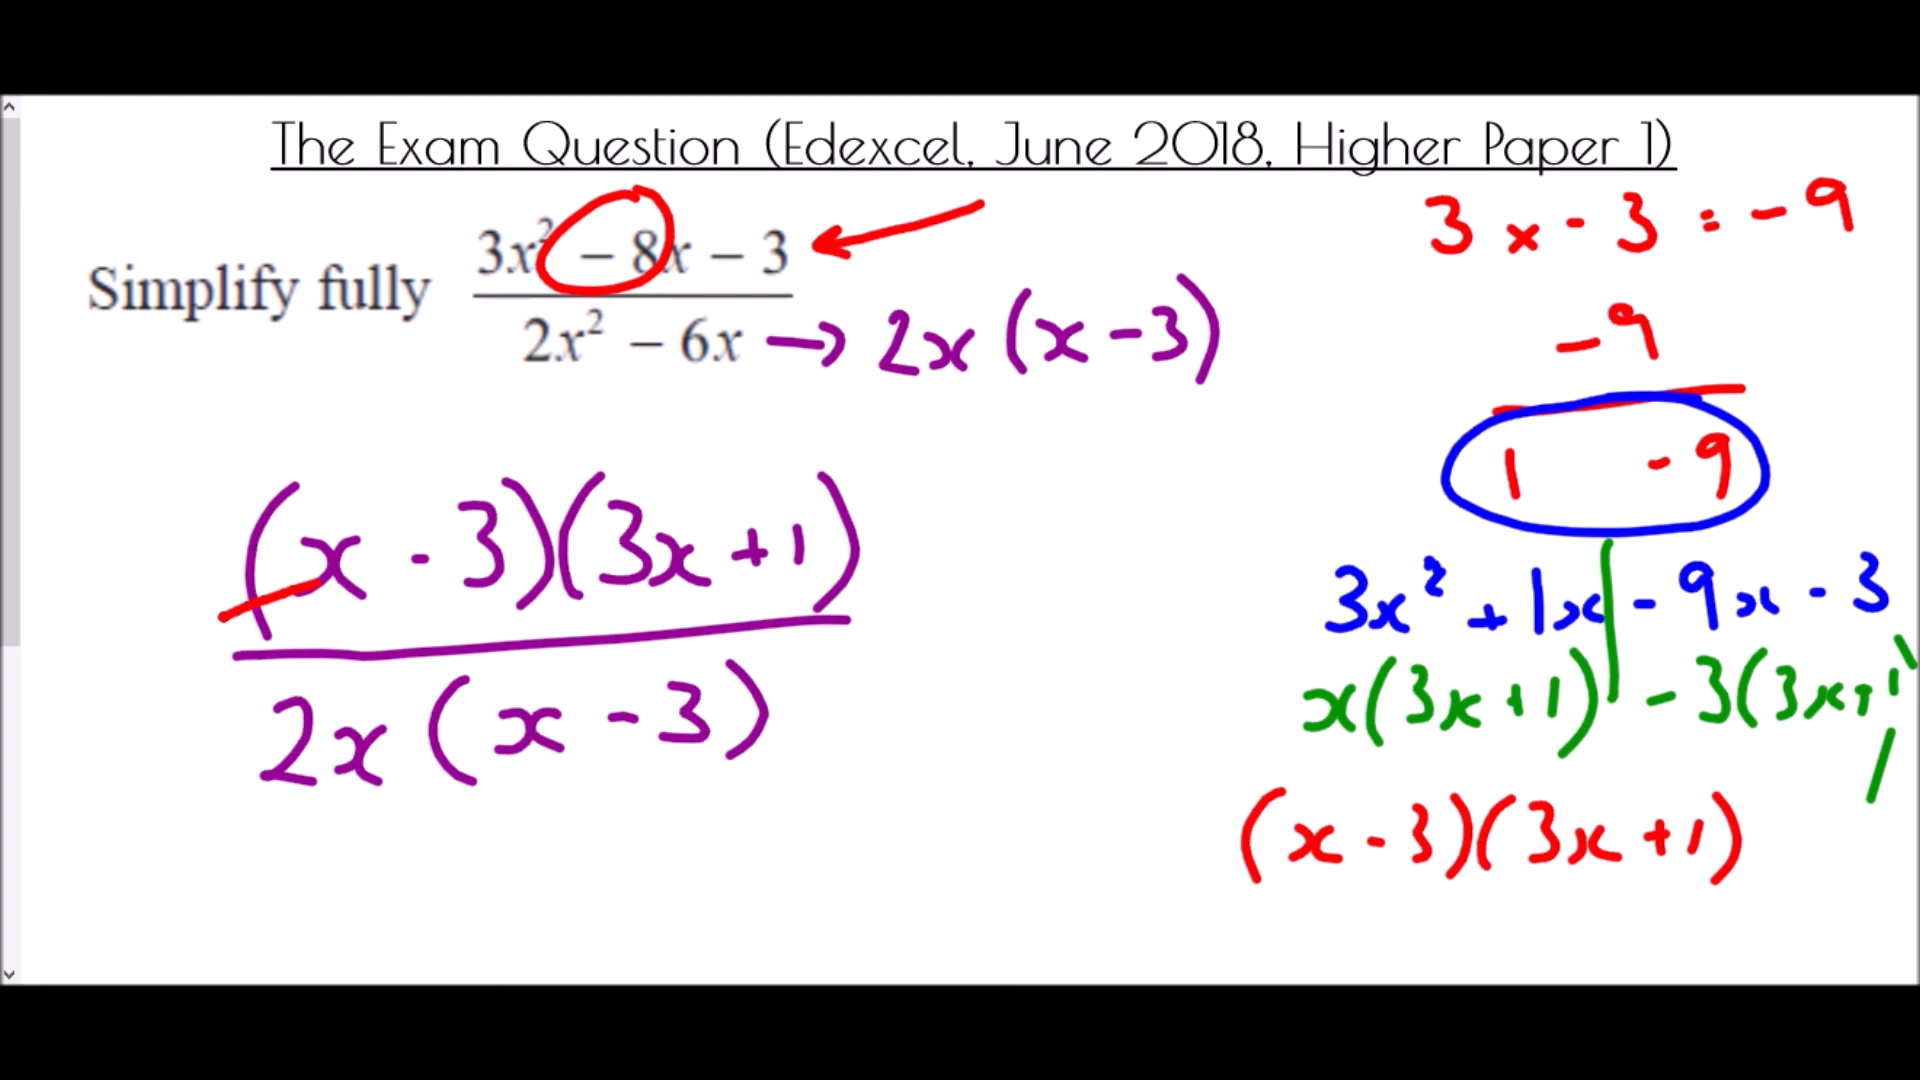 The Exam Question (Edexcel, June 2018, Higher Paper 1)
3 x - 3 = - 9
Simplify fully
3x² − 8x − 3
2x² − 6x → 2x (x - 3)
- 9
1 - 9
(x - 3)(3x + 1)
2x (x - 3)
3x² + 1x - 9x - 3
x(3x + 1) - 3(3x + 1)
(x - 3)(3x + 1)